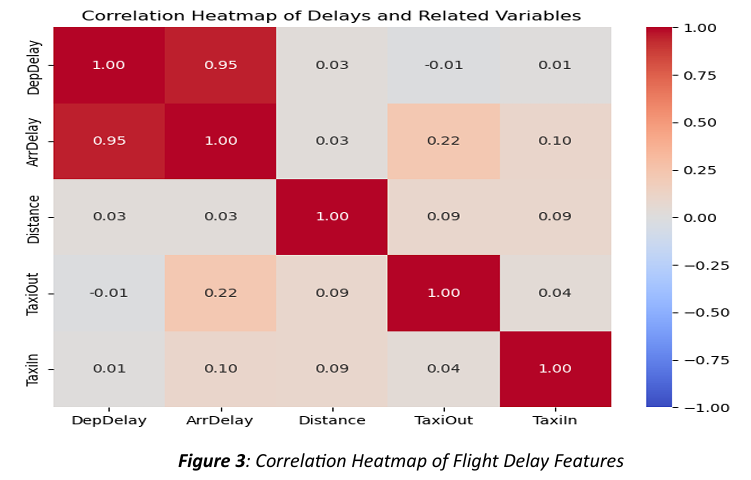 Correlation Heatmap of Delays and Related Variables
DepDelay 1.00 0.95 0.03 -0.01 0.01
ArrDelay 0.95 1.00 0.03 0.22 0.10
Distance 0.03 0.03 1.00 0.09 0.09
TaxiOut -0.01 0.22 0.09 1.00 0.04
TaxiIn 0.01 0.10 0.09 0.04 1.00
DepDelay ArrDelay Distance TaxiOut TaxiIn
1.00
0.75
0.50
0.25
0.00
−0.25
−0.50
−0.75
−1.00
Figure 3: Correlation Heatmap of Flight Delay Features